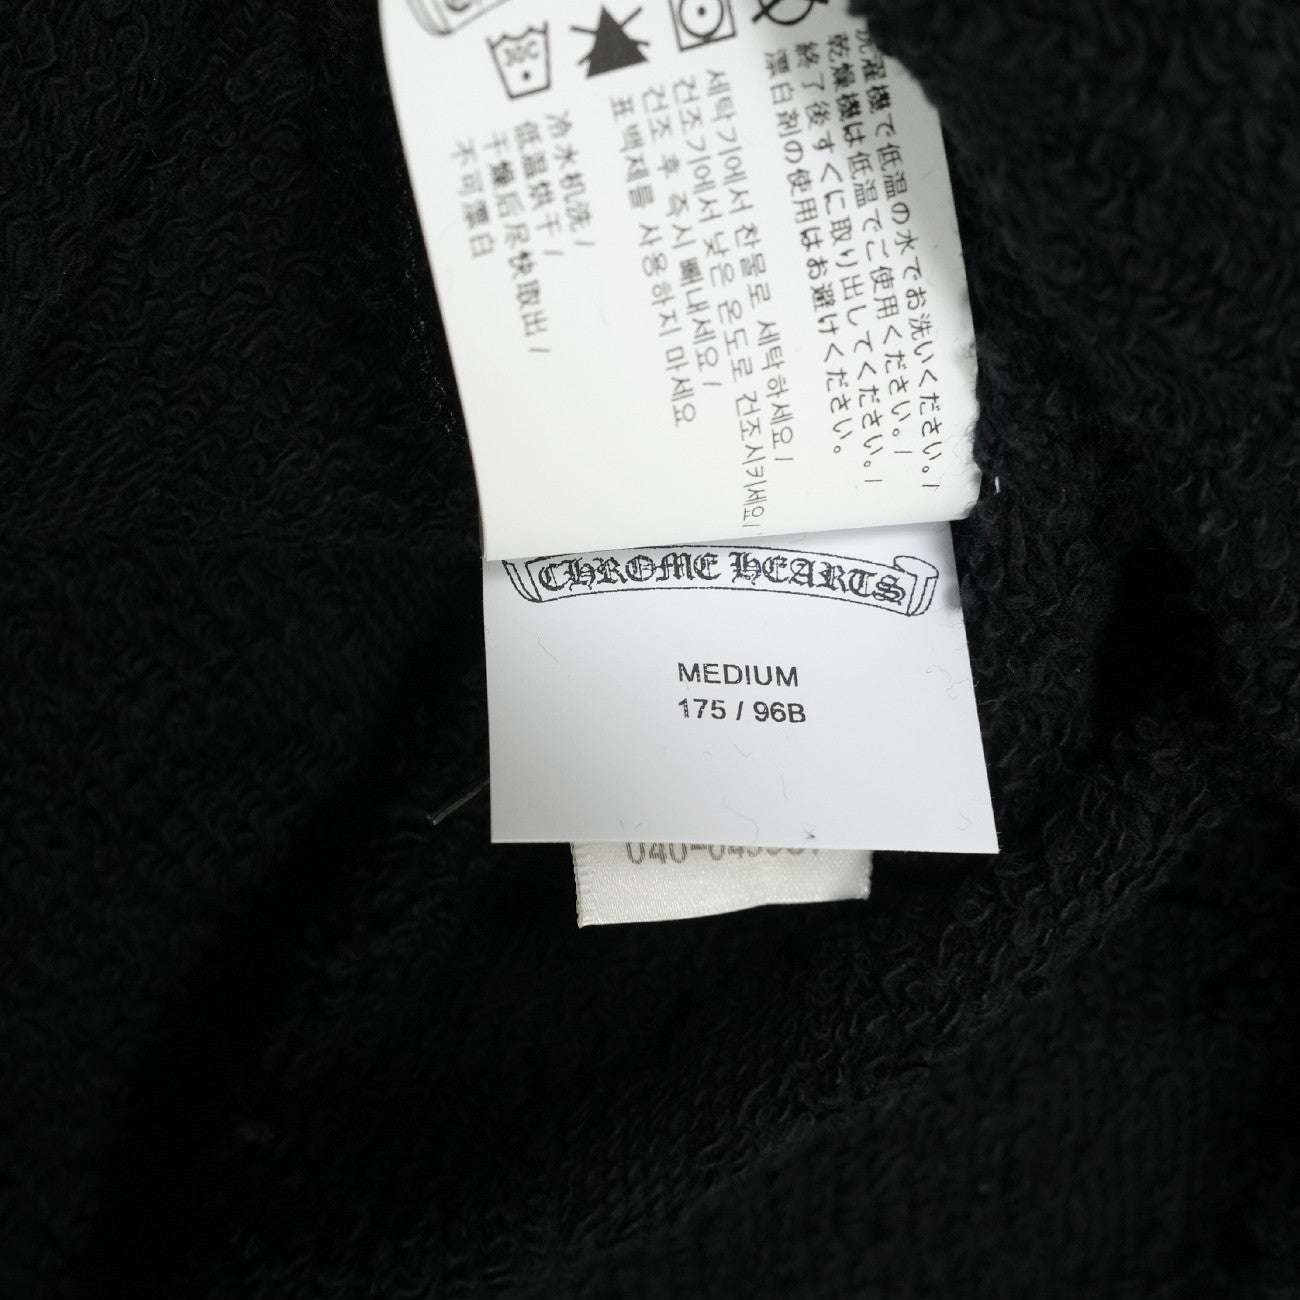 洗濯機で低温の水でお洗いください。/
乾燥機は低温でご使用ください。/
終了後すぐに取り出してください。/
漂白剤の使用はお避けください。
세탁기에서 찬물로 세탁하세요/
건조기에서 낮은 온도로 건조시키세요/
건조 후 즉시 빼내세요/
표백제를 사용하지 마세요
冷水机洗/
低温烘干/
干燥后尽快取出/
不可漂白
CHROME HEARTS
MEDIUM
175 / 96B